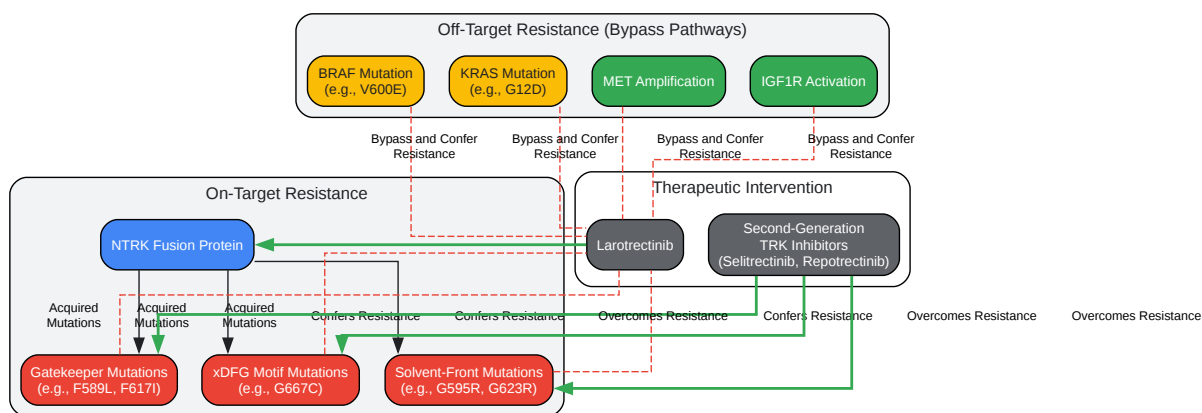 Off-Target Resistance (Bypass Pathways)
BRAF Mutation
(e.g., V600E)
KRAS Mutation
(e.g., G12D)
MET Amplification
IGF1R Activation
Bypass and Confer
Resistance
Bypass and Confer
Resistance
Bypass and Confer
Resistance
Bypass and Confer
Resistance
On-Target Resistance
Therapeutic Intervention
NTRK Fusion Protein
Larotrectinib
Second-Generation
TRK Inhibitors
(Selitrectinib, Repotrectinib)
Acquired
Mutations
Acquired
Mutations
Acquired
Mutations
Confers Resistance
Confers Resistance
Overcomes Resistance
Confers Resistance
Overcomes Resistance
Overcomes Resistance
Gatekeeper Mutations
(e.g., F589L, F617I)
xDFG Motif Mutations
(e.g., G667C)
Solvent-Front Mutations
(e.g., G595R, G623R)